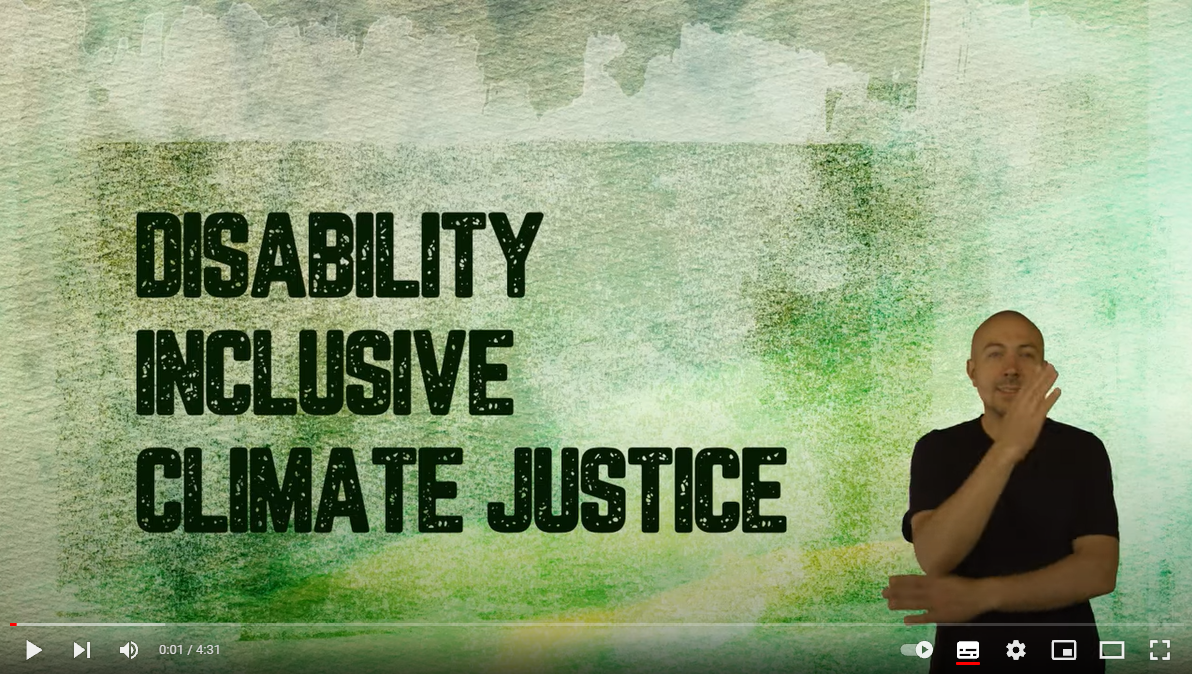 DISABILITY
INCLUSIVE
CLIMATE JUSTICE
0:01 / 4:31